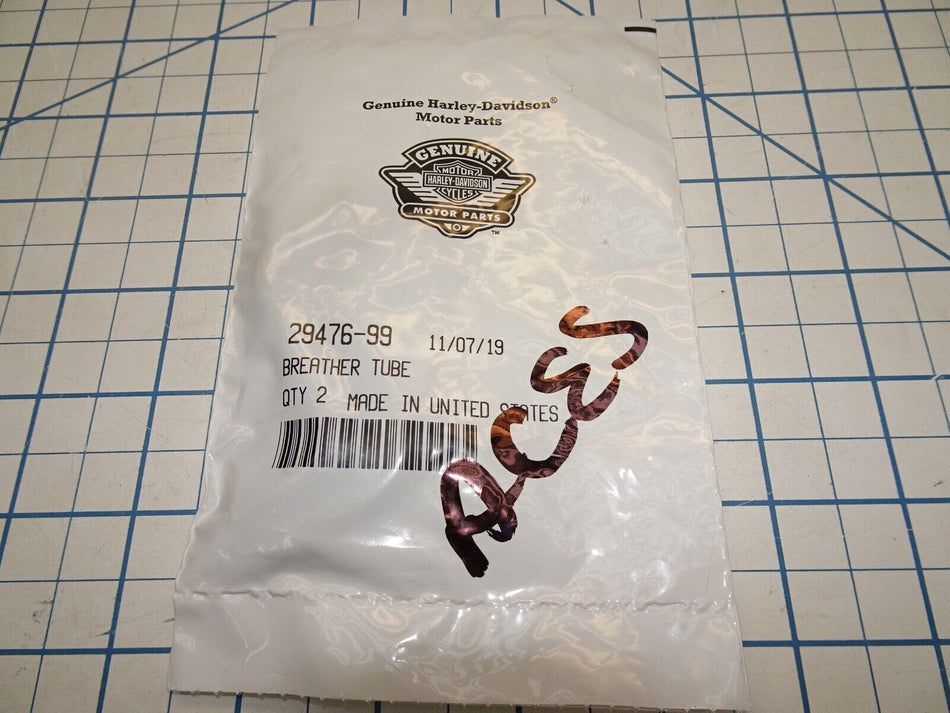 Genuine Harley-Davidson®
Motor Parts
GENUINE
MOTOR
HARLEY-DAVIDSON
CYCLES
MOTOR PARTS
™
29476-99 11/07/19
BREATHER TUBE
QTY 2 MADE IN UNITED STATES